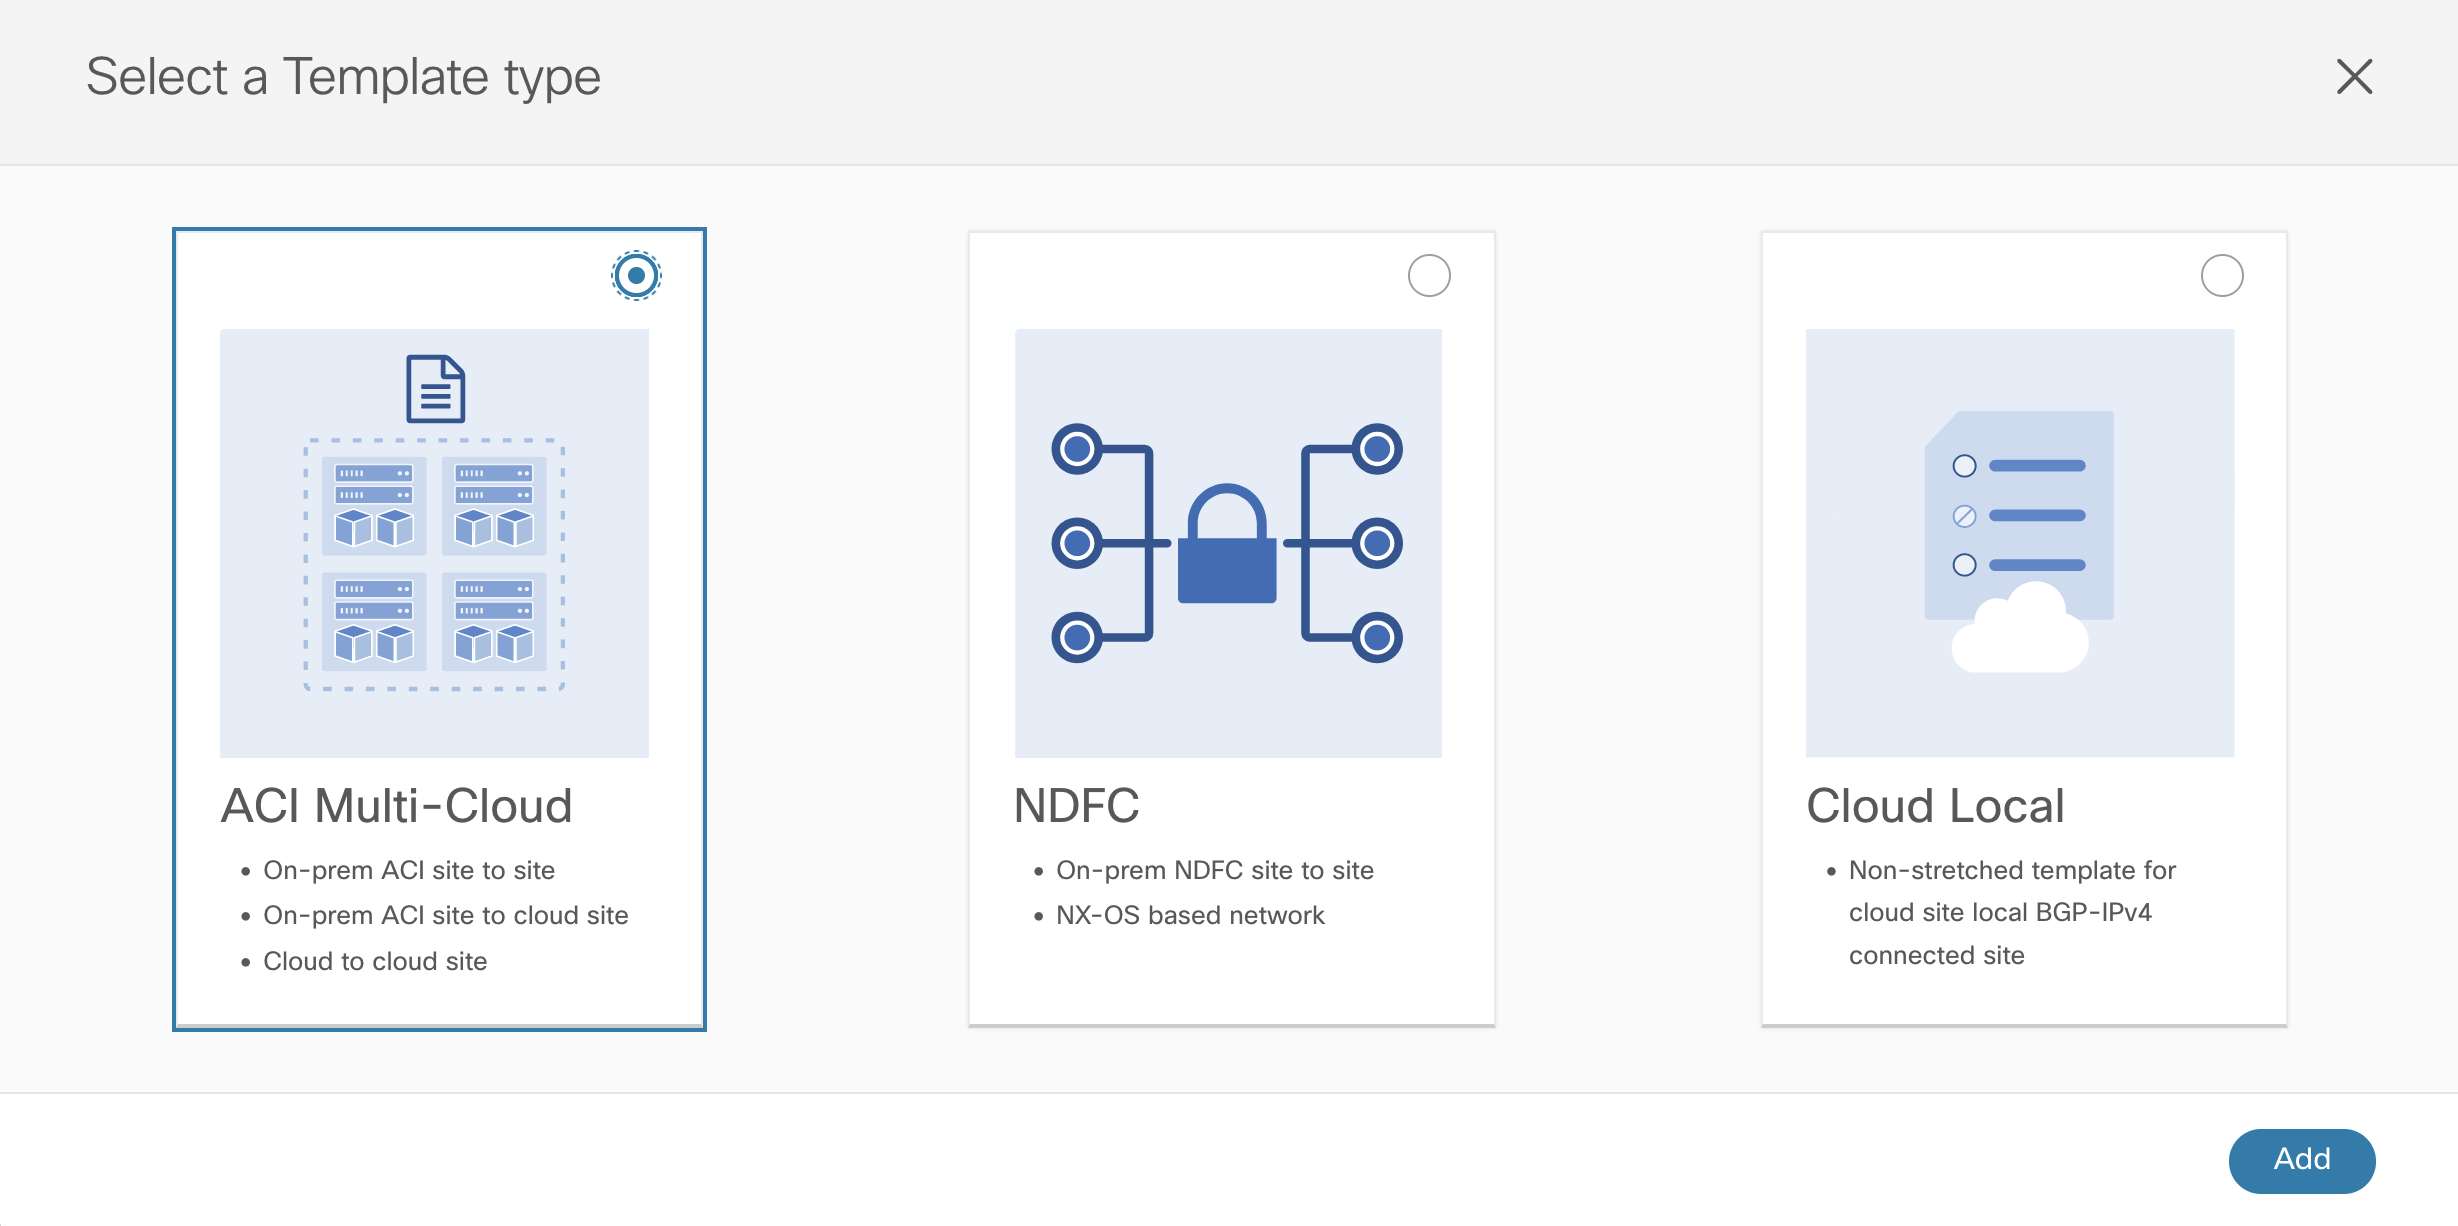 Select a Template type
ACI Multi-Cloud
• On-prem ACI site to site
• On-prem ACI site to cloud site
• Cloud to cloud site
NDFC
• On-prem NDFC site to site
• NX-OS based network
Cloud Local
• Non-stretched template for
cloud site local BGP-IPv4
connected site
Add